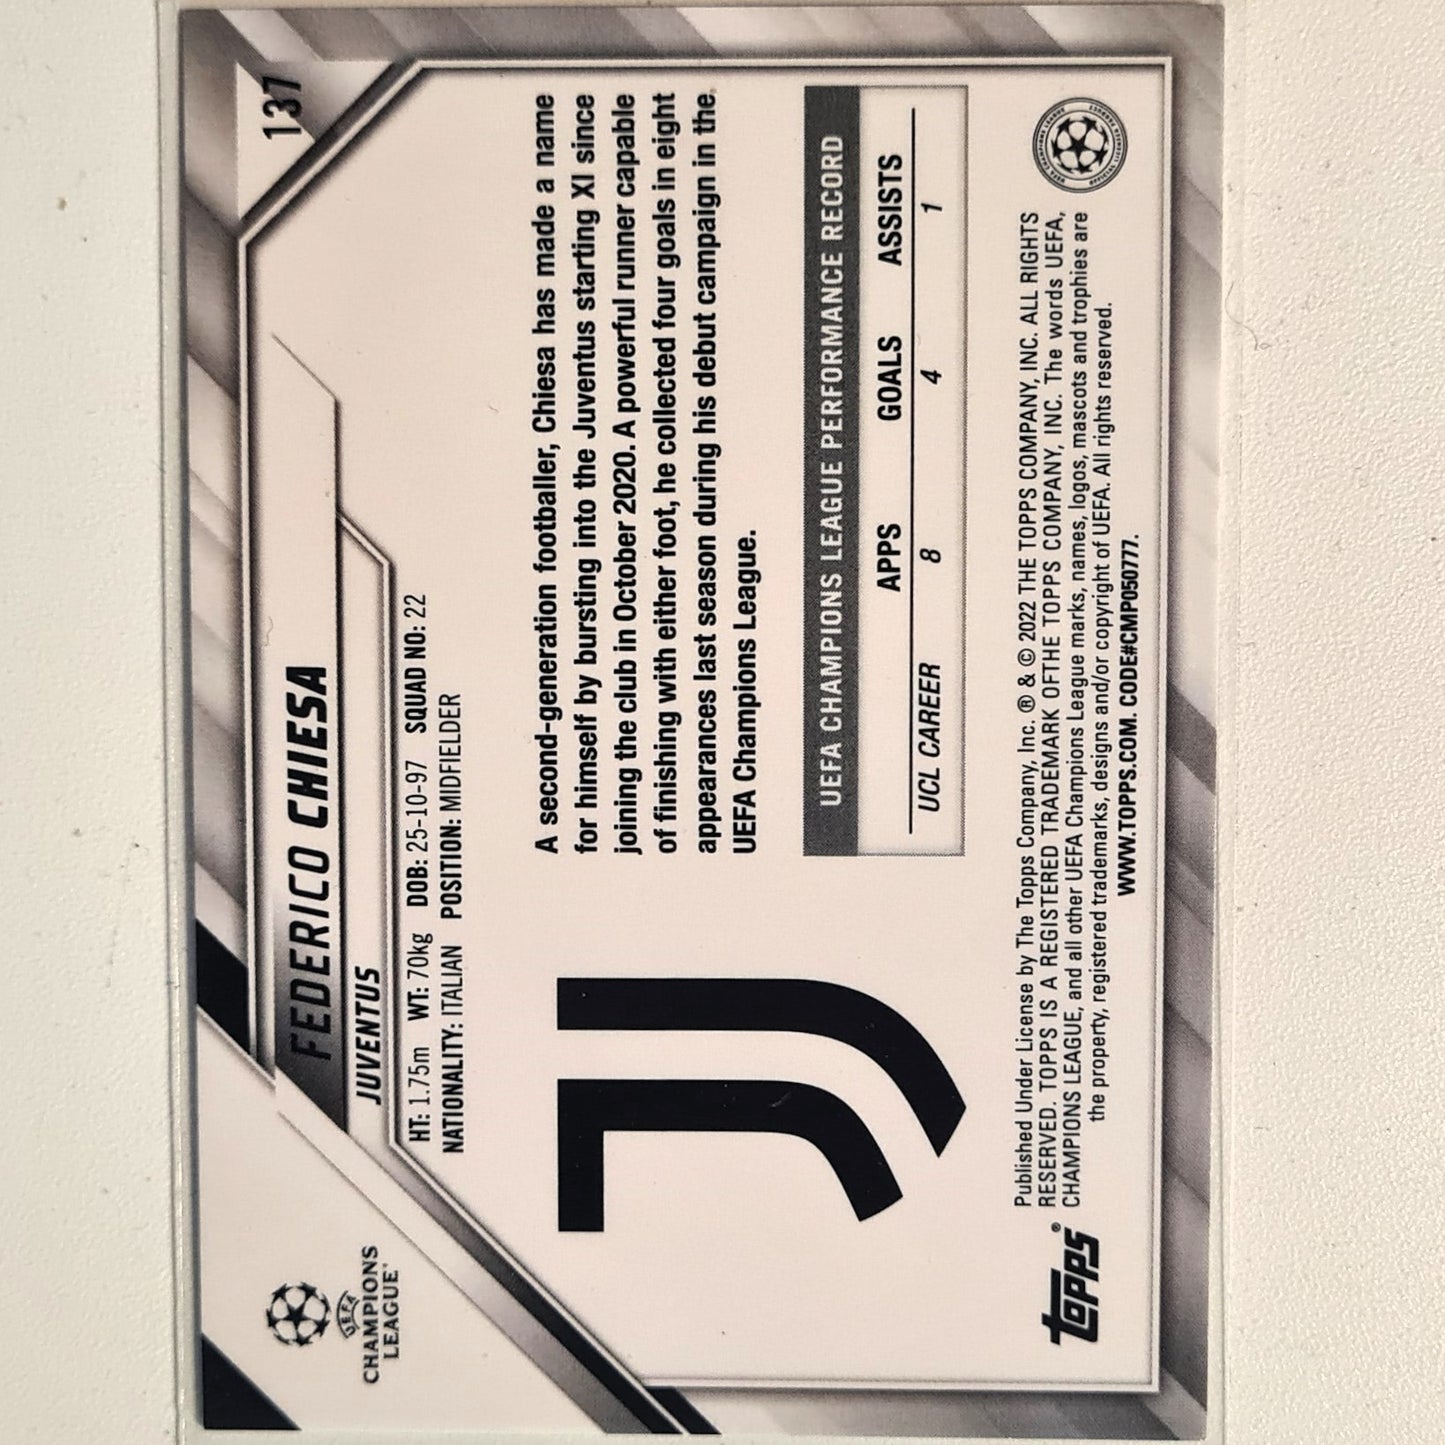 137
UEFA
CHAMPIONS
LEAGUE
FEDERICO CHIESA
JUVENTUS
HT: 1.75m WT: 70kg DOB: 25-10-97 SQUAD NO: 22
NATIONALITY: ITALIAN POSITION: MIDFIELDER
A second-generation footballer, Chiesa has made a name
for himself by bursting into the Juventus starting XI since
joining the club in October 2020. A powerful runner capable
of finishing with either foot, he collected four goals in eight
appearances last season during his debut campaign in the
UEFA Champions League.
UEFA CHAMPIONS LEAGUE PERFORMANCE RECORD
APPS GOALS ASSISTS
UCL CAREER 8 4 1
topps®
Published Under License by The Topps Company, Inc. ® & © 2022 THE TOPPS COMPANY, INC. ALL RIGHTS
RESERVED. TOPPS IS A REGISTERED TRADEMARK OFTHE TOPPS COMPANY, INC. The words UEFA,
CHAMPIONS LEAGUE, and all other UEFA Champions League marks, names, logos, mascots and trophies are
the property, registered trademarks, designs and/or copyright of UEFA. All rights reserved.
WWW.TOPPS.COM. CODE#CMP050777.